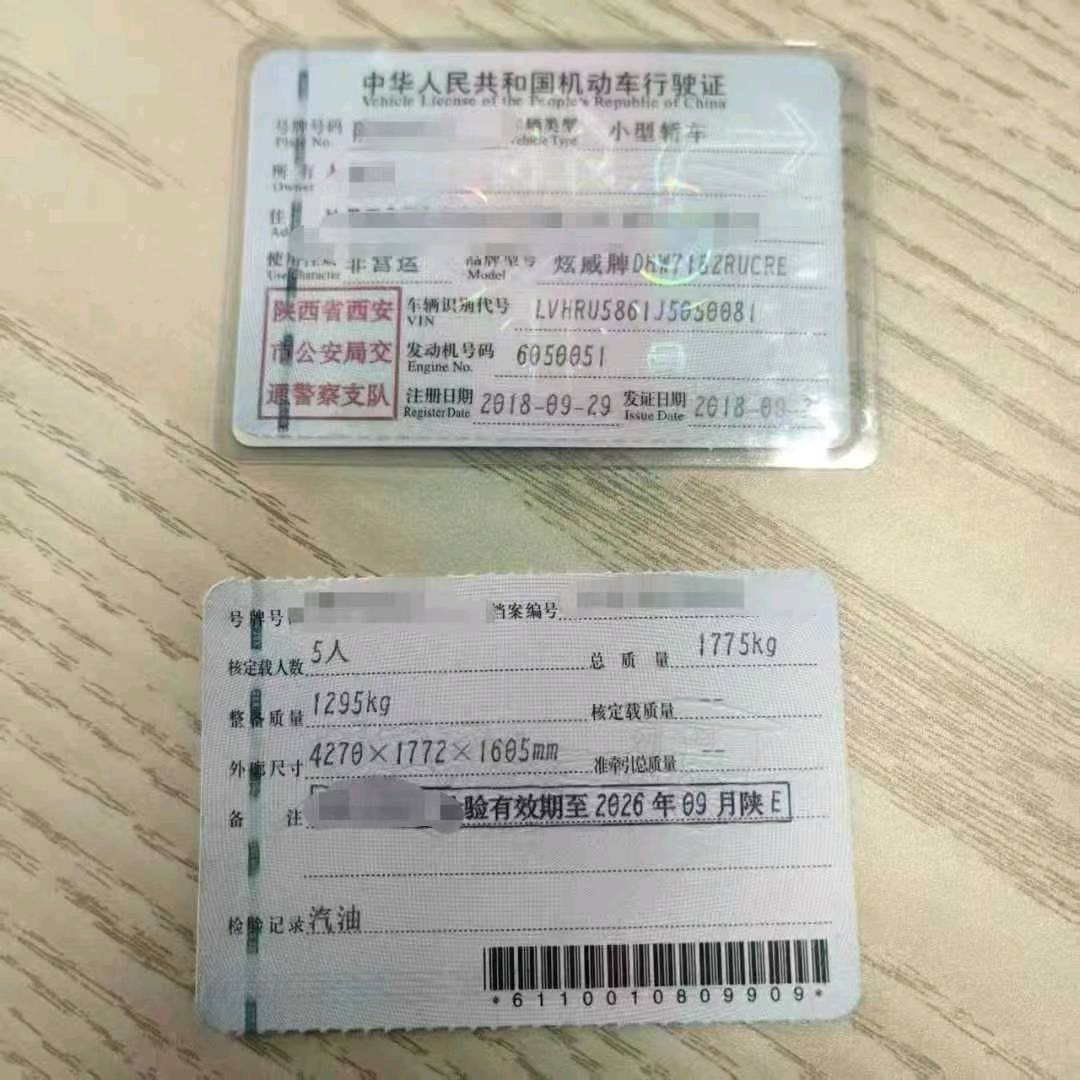 中华人民共和国机动车行驶证
Vehicle License of the People's Republic of China
号牌号码 辆类型 小型轿车
Plate No. Vehicle Type
所有人
Owner
住
使用性质 非营运 品牌型号 炫威牌DHW7182RUCRE
Use Character Model
陕西省西安
市公安局交
通警察支队
车辆识别代号 LVHRU5861J5050081
VIN
发动机号码 6050051
Engine No.
注册日期 2018-09-29 发证日期 2018-09-2
Register Date Issue Date
号牌号 档案编号
核定载人数 5人 总质量 1775kg
整备质量 1295kg 核定载质量 --
外廓尺寸 4270×1772×1605mm 准牵引总质量 --
备注 验有效期至2026年09月陕E
检验记录 汽油
*6110010809909*